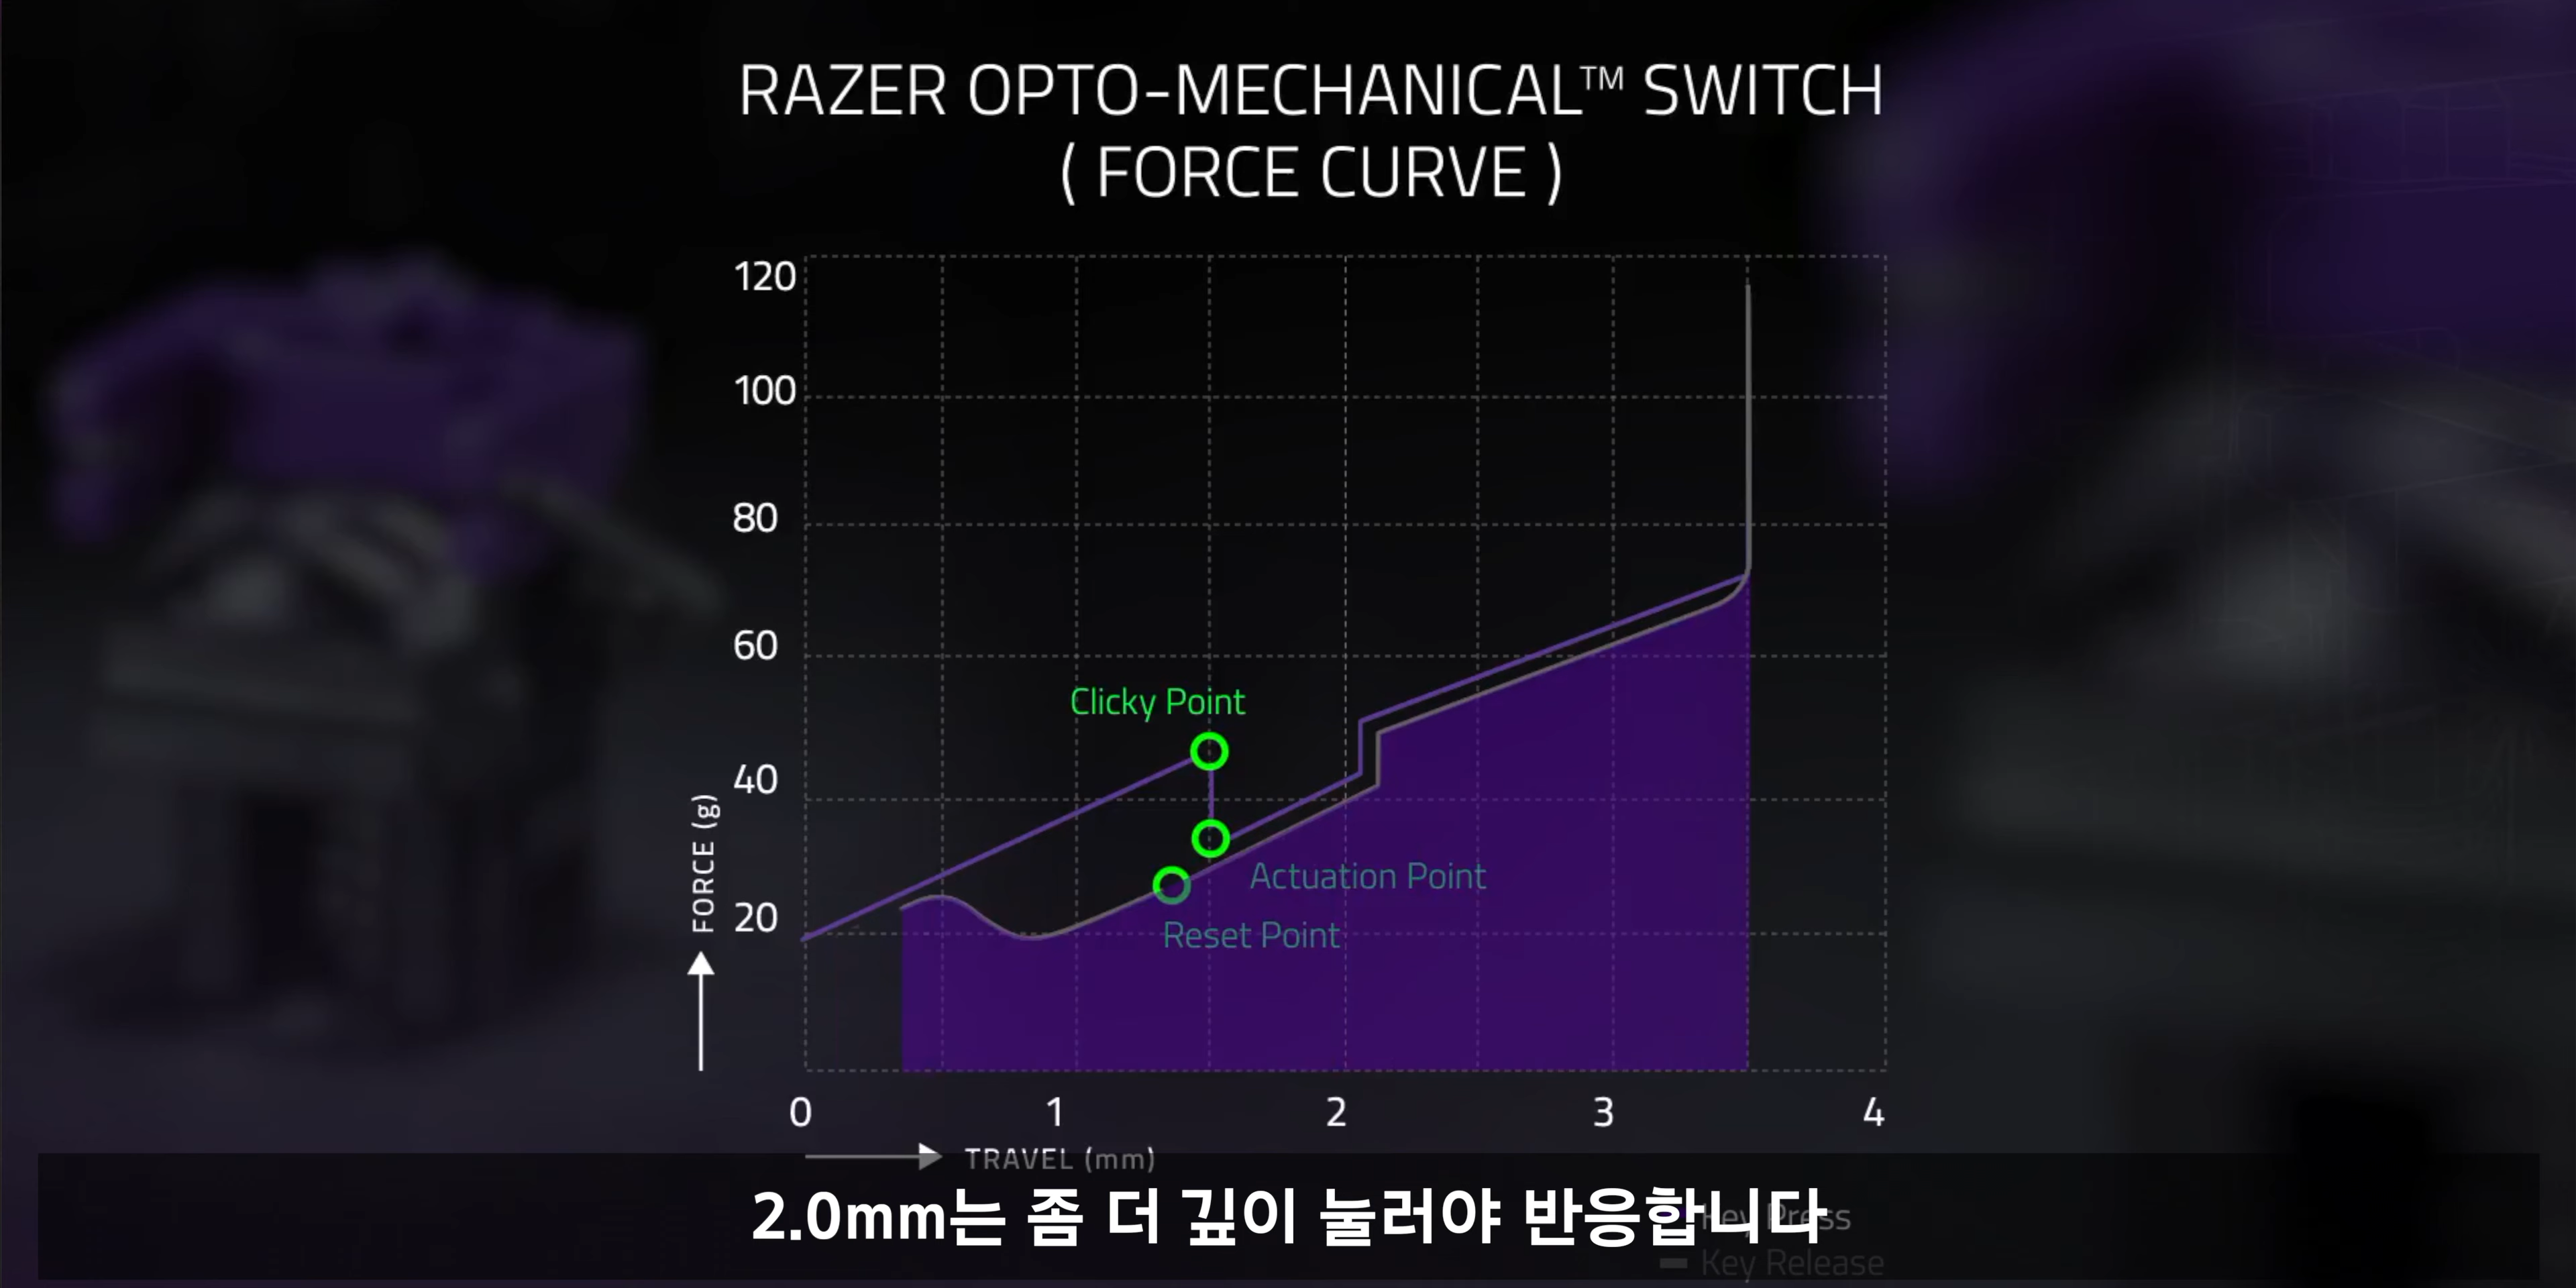 RAZER OPTO-MECHANICAL™ SWITCH
( FORCE CURVE )
120
100
80
60
40
20
FORCE (g)
Clicky Point
Actuation Point
Reset Point
0 1 2 3 4
TRAVEL (mm)
2.0mm는 좀 더 깊이 눌러야 반응합니다
Key Press
Key Release